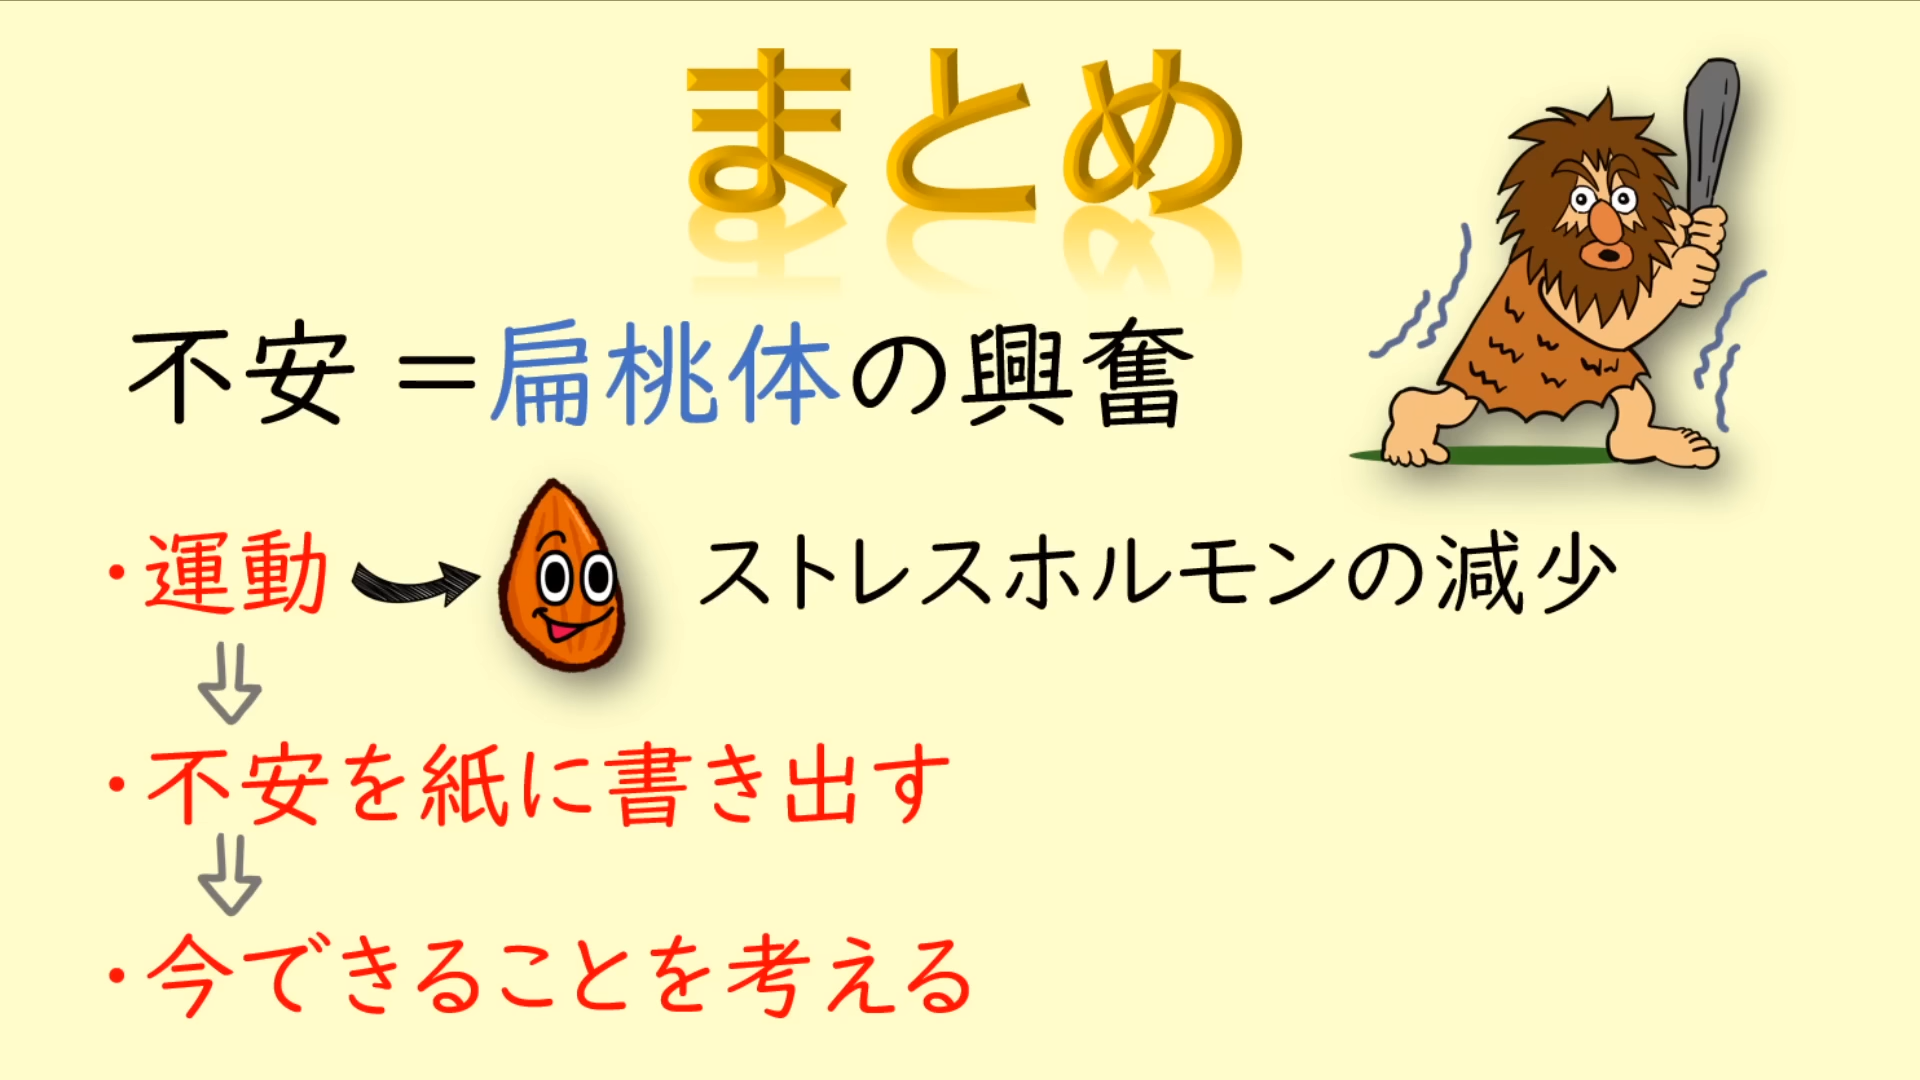 まとめ
不安 =扁桃体の興奮
・運動 ストレスホルモンの減少
・不安を紙に書き出す
・今できることを考える